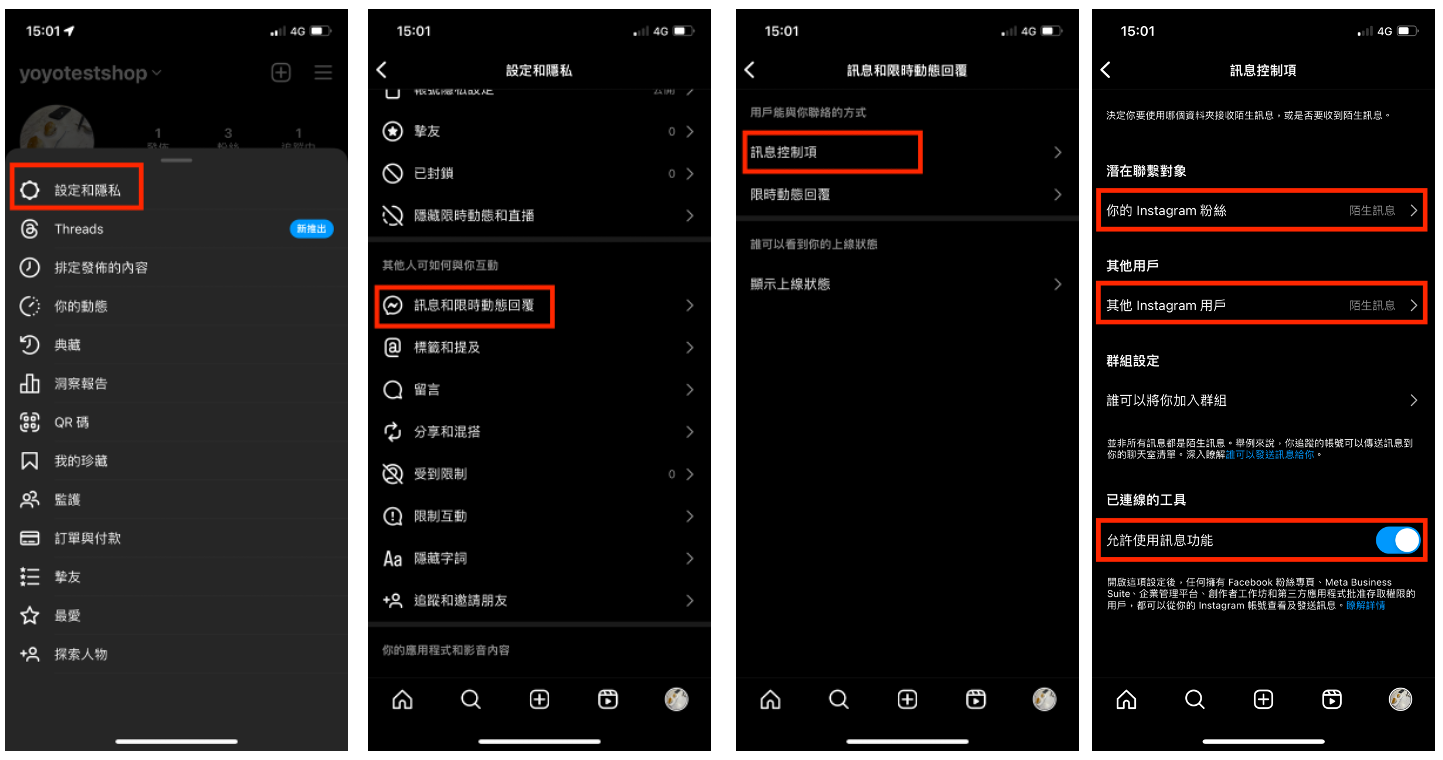 15:01
4G
yoyotestshop
1
3
1
發佈
粉絲
追蹤中
設定和隱私
Threads
新推出
排定發佈的內容
你的動態
典藏
洞察報告
QR 碼
我的珍藏
監護
訂單與付款
摯友
最愛
探索人物
15:01
4G
設定和隱私
帳號隱私設定
公開
摯友
0
已封鎖
0
隱藏限時動態和直播
其他人可如何與你互動
訊息和限時動態回覆
標籤和提及
留言
分享和混搭
受到限制
0
限制互動
Aa 隱藏字詞
追蹤和邀請朋友
你的應用程式和影音內容
15:01
4G
訊息和限時動態回覆
用戶能與你聯絡的方式
訊息控制項
限時動態回覆
誰可以看到你的上線狀態
顯示上線狀態
15:01
4G
訊息控制項
決定你要使用哪個資料夾接收陌生訊息，或是否要收到陌生訊息。
潛在聯繫對象
你的 Instagram 粉絲
陌生訊息
其他用戶
其他 Instagram 用戶
陌生訊息
群組設定
誰可以將你加入群組
並非所有訊息都是陌生訊息。舉例來說，你追蹤的帳號可以傳送訊息到
你的聊天室清單。深入瞭解誰可以發送訊息給你。
已連線的工具
允許使用訊息功能
開啟這項設定後，任何擁有 Facebook 粉絲專頁、Meta Business
Suite、企業管理平台、創作者工作坊和第三方應用程式批准存取權限的
用戶，都可以從你的 Instagram 帳號查看及發送訊息。瞭解詳情